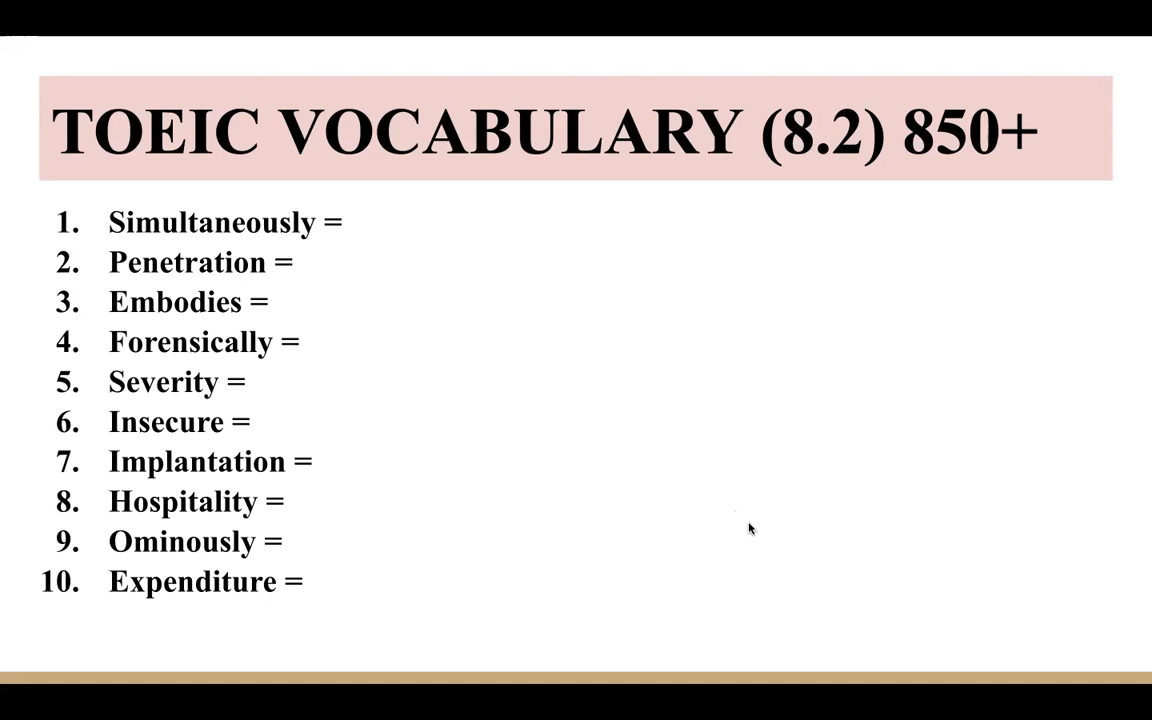 TOEIC VOCABULARY (8.2) 850+
1. Simultaneously =
2. Penetration =
3. Embodies =
4. Forensically =
5. Severity =
6. Insecure =
7. Implantation =
8. Hospitality =
9. Ominously =
10. Expenditure =